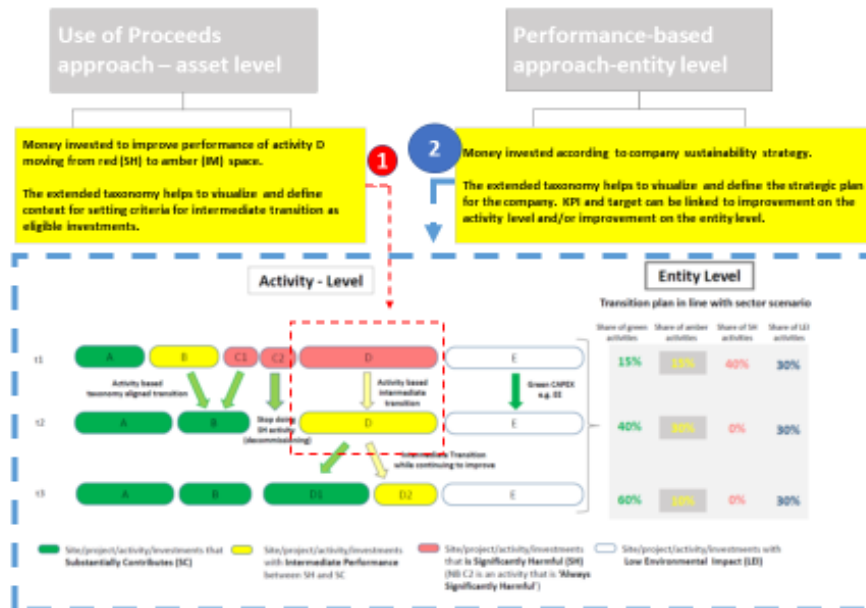 Use of Proceeds
approach – asset level
Performance-based
approach-entity level
Money invested to improve performance of activity D
moving from red (SH) to amber (IM) space.
The extended taxonomy helps to visualize and define
context for setting criteria for intermediate transition as
eligible investments.
1
2
Money invested according to company sustainability strategy.
The extended taxonomy helps to visualize and define the strategic plan
for the company. KPI and target can be linked to improvement on the
activity level and/or improvement on the entity level.
Activity - Level
Entity Level
Transition plan in line with sector scenario
Share of green
activities
Share of amber
activities
Share of SH
activities
Share of LEI
activities
t1
A
B
C1
C2
D
E
15%
15%
40%
30%
Activity based
taxonomy aligned transition
Stop doing
SH activity
(decommissioning)
Activity based
intermediate
transition
Green CAPEX
e.g. EE
t2
A
B
D
E
40%
30%
0%
30%
Intermediate Transition
while continuing to improve
t3
A
B
D1
D2
E
60%
10%
0%
30%
Site/project/activity/investments that
Substantially Contributes (SC)
Site/project/activity/investments
with Intermediate Performance
between SH and SC
Site/project/activity/investments
that is Significantly Harmful (SH)
(NB C2 is an activity that is 'Always
Significantly Harmful')
Site/project/activity/investments with
Low Environmental Impact (LEI)